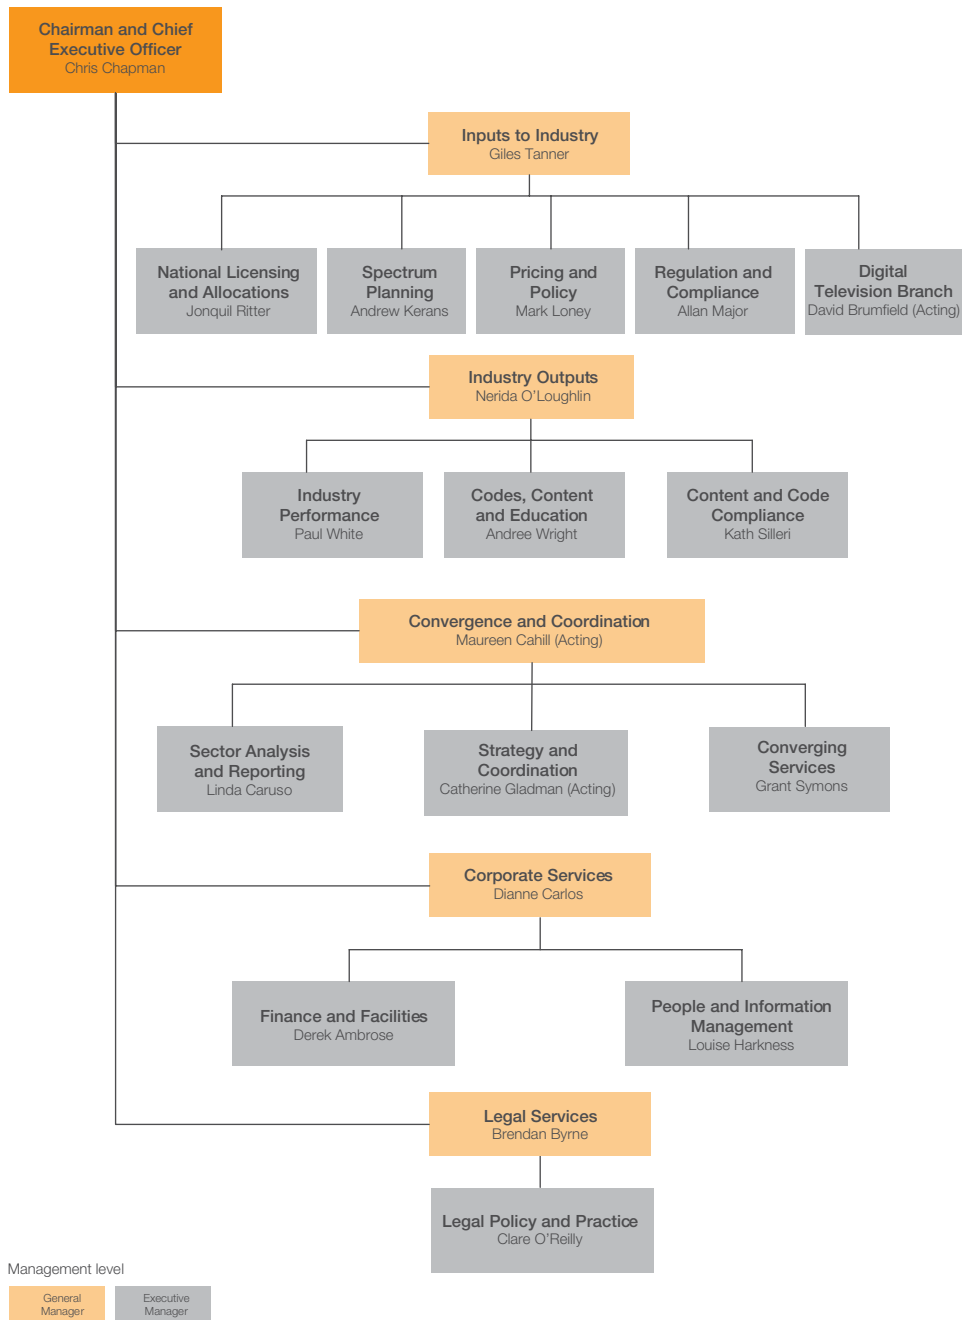 Chairman and Chief
Executive Officer
Chris Chapman
Inputs to Industry
Giles Tanner
National Licensing
and Allocations
Jonquil Ritter
Spectrum
Planning
Andrew Kerans
Pricing and
Policy
Mark Loney
Regulation and
Compliance
Allan Major
Digital
Television Branch
David Brumfield (Acting)
Industry Outputs
Nerida O'Loughlin
Industry
Performance
Paul White
Codes, Content
and Education
Andree Wright
Content and Code
Compliance
Kath Silleri
Convergence and Coordination
Maureen Cahill (Acting)
Sector Analysis
and Reporting
Linda Caruso
Strategy and
Coordination
Catherine Gladman (Acting)
Converging
Services
Grant Symons
Corporate Services
Dianne Carlos
Finance and Facilities
Derek Ambrose
People and Information
Management
Louise Harkness
Legal Services
Brendan Byrne
Legal Policy and Practice
Clare O'Reilly
Management level
General
Manager
Executive
Manager